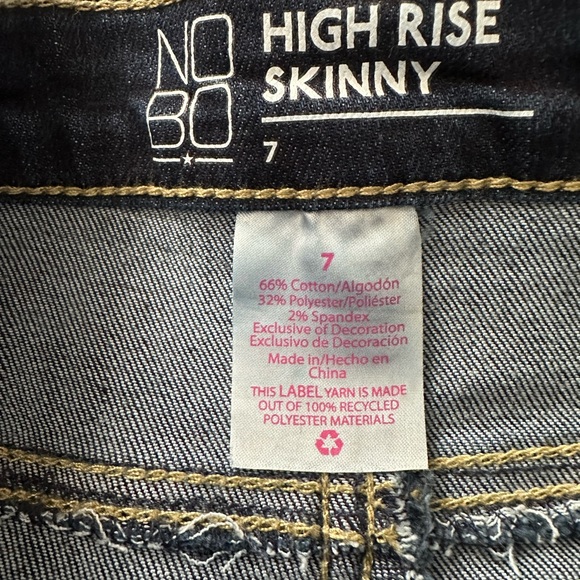 NO
BO
HIGH RISE
SKINNY
7
7
66% Cotton/Algodón
32% Polyester/Poliéster
2% Spandex
Exclusive of Decoration
Exclusivo de Decoración
Made in/Hecho en
China
THIS LABEL YARN IS MADE
OUT OF 100% RECYCLED
POLYESTER MATERIALS